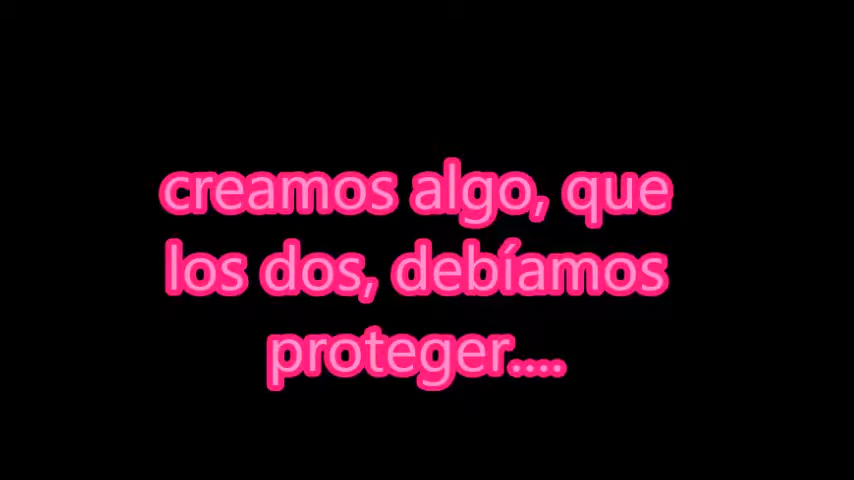 creamos algo, que
los dos, debíamos
proteger....